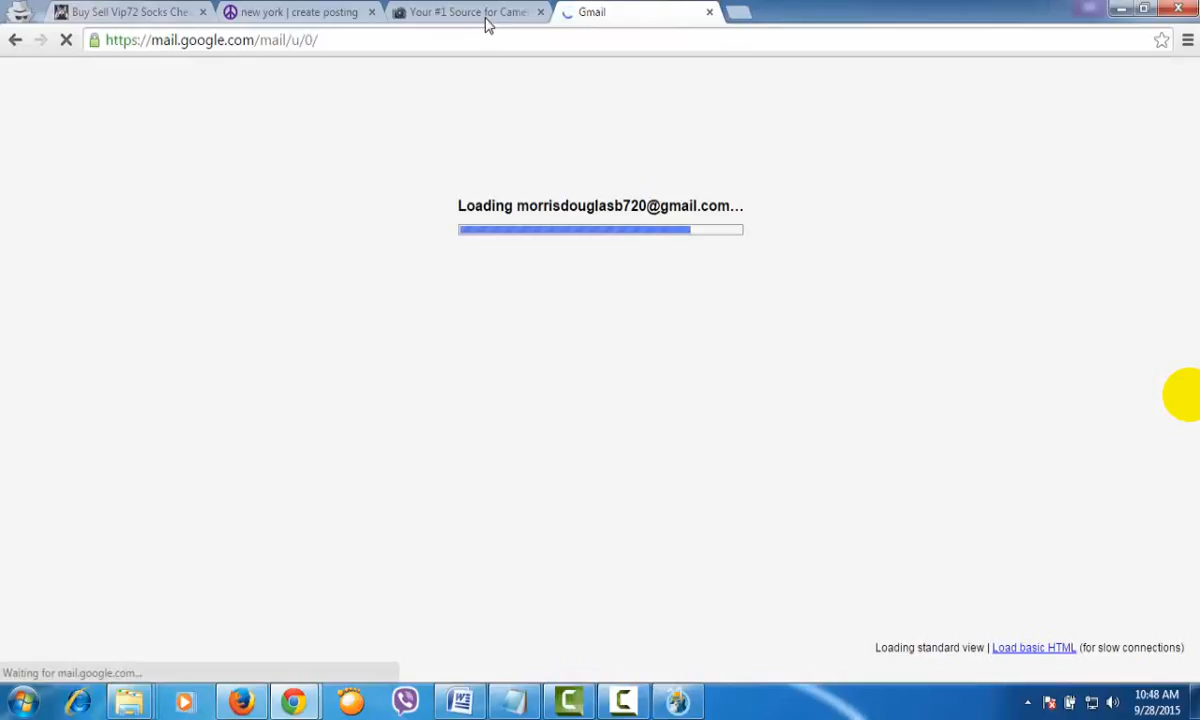 Buy Sell Vip72 Socks Che
new york | create posting
Your #1 Source for Came
Gmail
https://mail.google.com/mail/u/0/
Loading morrisdouglasb720@gmail.com…
Loading standard view | Load basic HTML (for slow connections)
Waiting for mail.google.com...
10:48 AM
9/28/2015